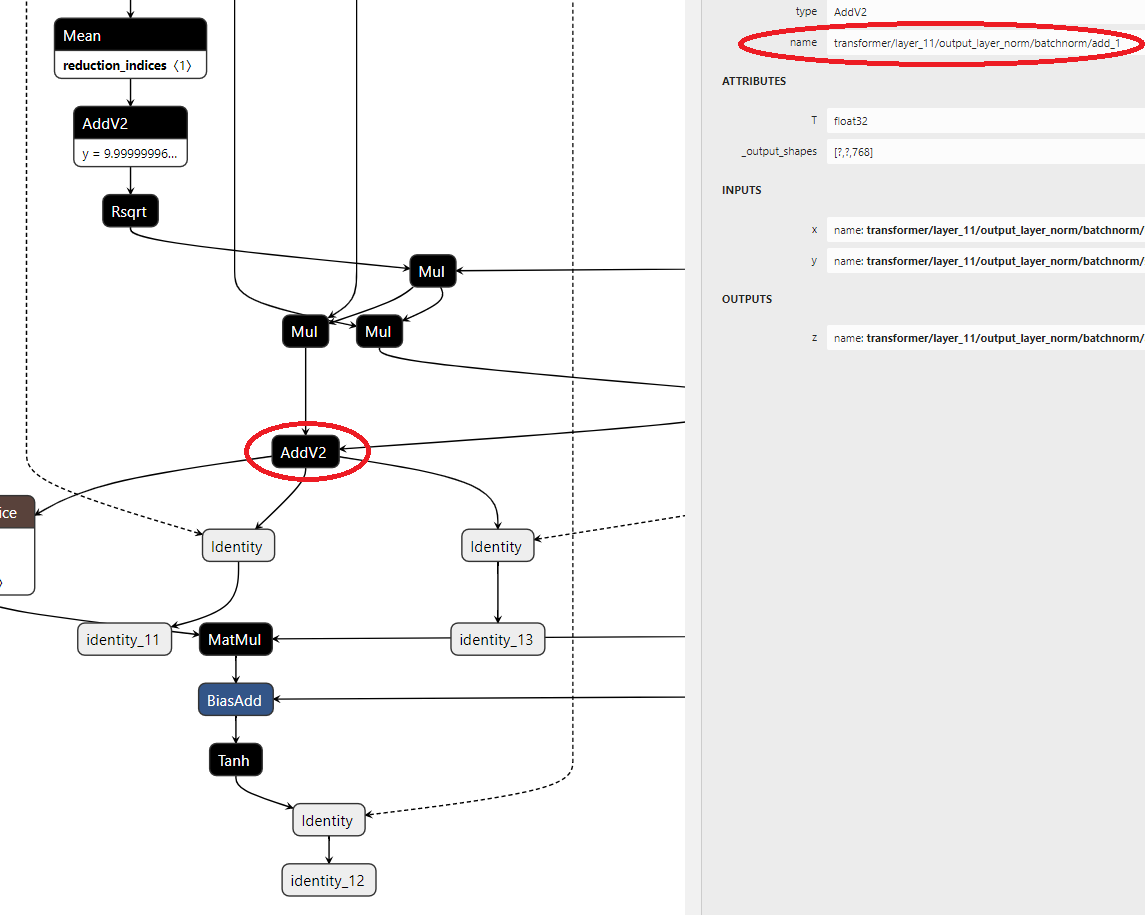 Mean
reduction_indices ⟨1⟩
AddV2
y = 9.99999996...
Rsqrt
Mul
Mul
Mul
AddV2
ice
⟩
Identity
Identity
identity_11
MatMul
identity_13
BiasAdd
Tanh
Identity
identity_12
type AddV2
name transformer/layer_11/output_layer_norm/batchnorm/add_1
ATTRIBUTES
T float32
_output_shapes [?,?,768]
INPUTS
x name: transformer/layer_11/output_layer_norm/batchnorm/
y name: transformer/layer_11/output_layer_norm/batchnorm/
OUTPUTS
z name: transformer/layer_11/output_layer_norm/batchnorm/